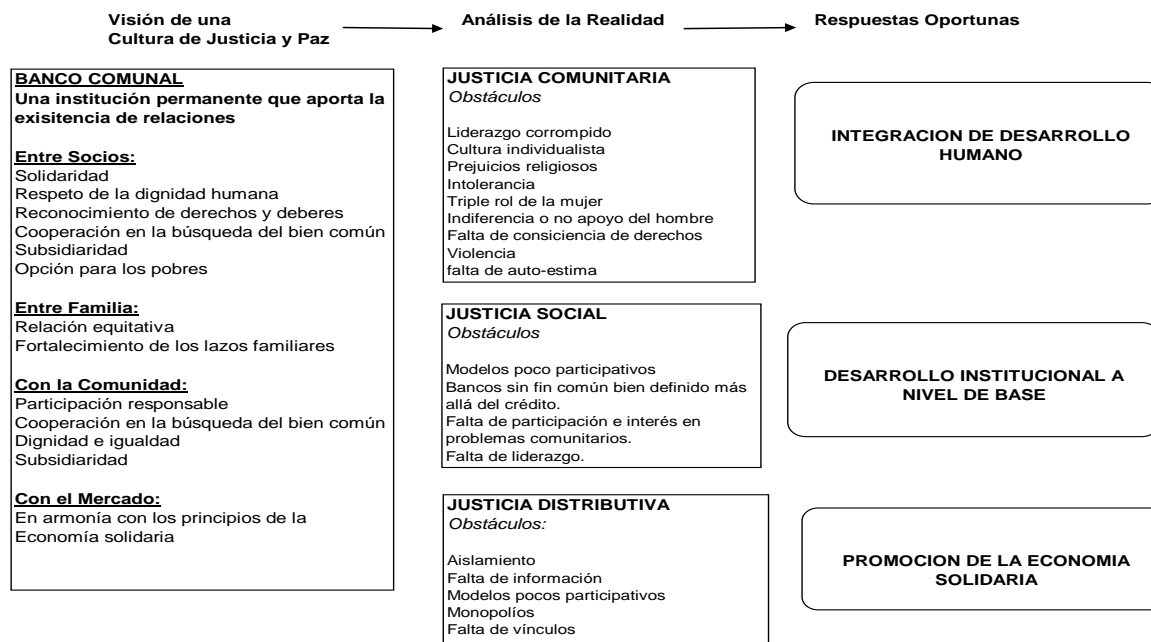 Visión de una
Cultura de Justicia y Paz
Análisis de la Realidad
Respuestas Oportunas
BANCO COMUNAL
Una institución permanente que aporta la
exisitencia de relaciones
Entre Socios:
Solidaridad
Respeto de la dignidad humana
Reconocimiento de derechos y deberes
Cooperación en la búsqueda del bien común
Subsidiaridad
Opción para los pobres
Entre Familia:
Relación equitativa
Fortalecimiento de los lazos familiares
Con la Comunidad:
Participación responsable
Cooperación en la búsqueda del bien común
Dignidad e igualdad
Subsidiaridad
Con el Mercado:
En armonía con los principios de la
Economía solidaria
JUSTICIA COMUNITARIA
Obstáculos
Liderazgo corrompido
Cultura individualista
Prejuicios religiosos
Intolerancia
Triple rol de la mujer
Indiferencia o no apoyo del hombre
Falta de consiciencia de derechos
Violencia
falta de auto-estima
JUSTICIA SOCIAL
Obstáculos
Modelos poco participativos
Bancos sin fin común bien definido más
allá del crédito.
Falta de participación e interés en
problemas comunitarios.
Falta de liderazgo.
JUSTICIA DISTRIBUTIVA
Obstáculos:
Aislamiento
Falta de información
Modelos pocos participativos
Monopolíos
Falta de vínculos
INTEGRACION DE DESARROLLO
HUMANO
DESARROLLO INSTITUCIONAL A
NIVEL DE BASE
PROMOCION DE LA ECONOMIA
SOLIDARIA